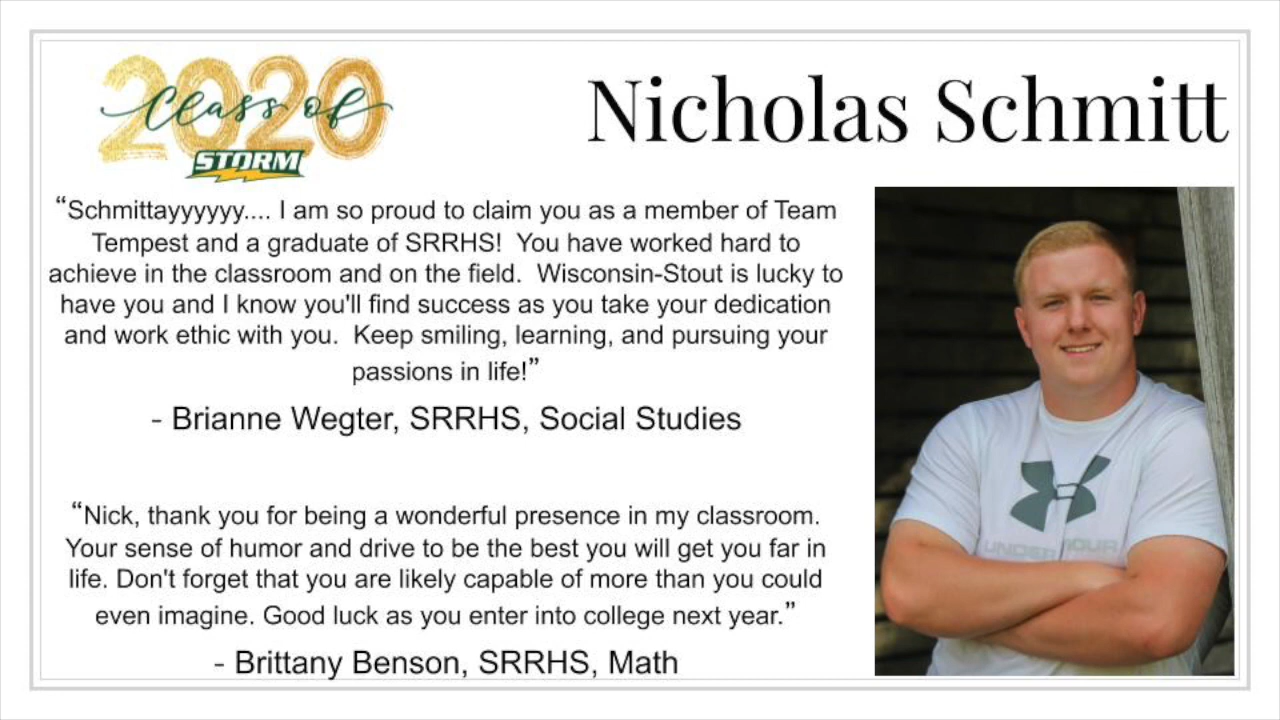 2020
Class of
STORM
Nicholas Schmitt
“Schmittayyyyyy.... I am so proud to claim you as a member of Team
Tempest and a graduate of SRRHS!  You have worked hard to
achieve in the classroom and on the field.  Wisconsin-Stout is lucky to
have you and I know you'll find success as you take your dedication
and work ethic with you.  Keep smiling, learning, and pursuing your
passions in life!”
- Brianne Wegter, SRRHS, Social Studies
“Nick, thank you for being a wonderful presence in my classroom.
Your sense of humor and drive to be the best you will get you far in
life. Don't forget that you are likely capable of more than you could
even imagine. Good luck as you enter into college next year.”
- Brittany Benson, SRRHS, Math